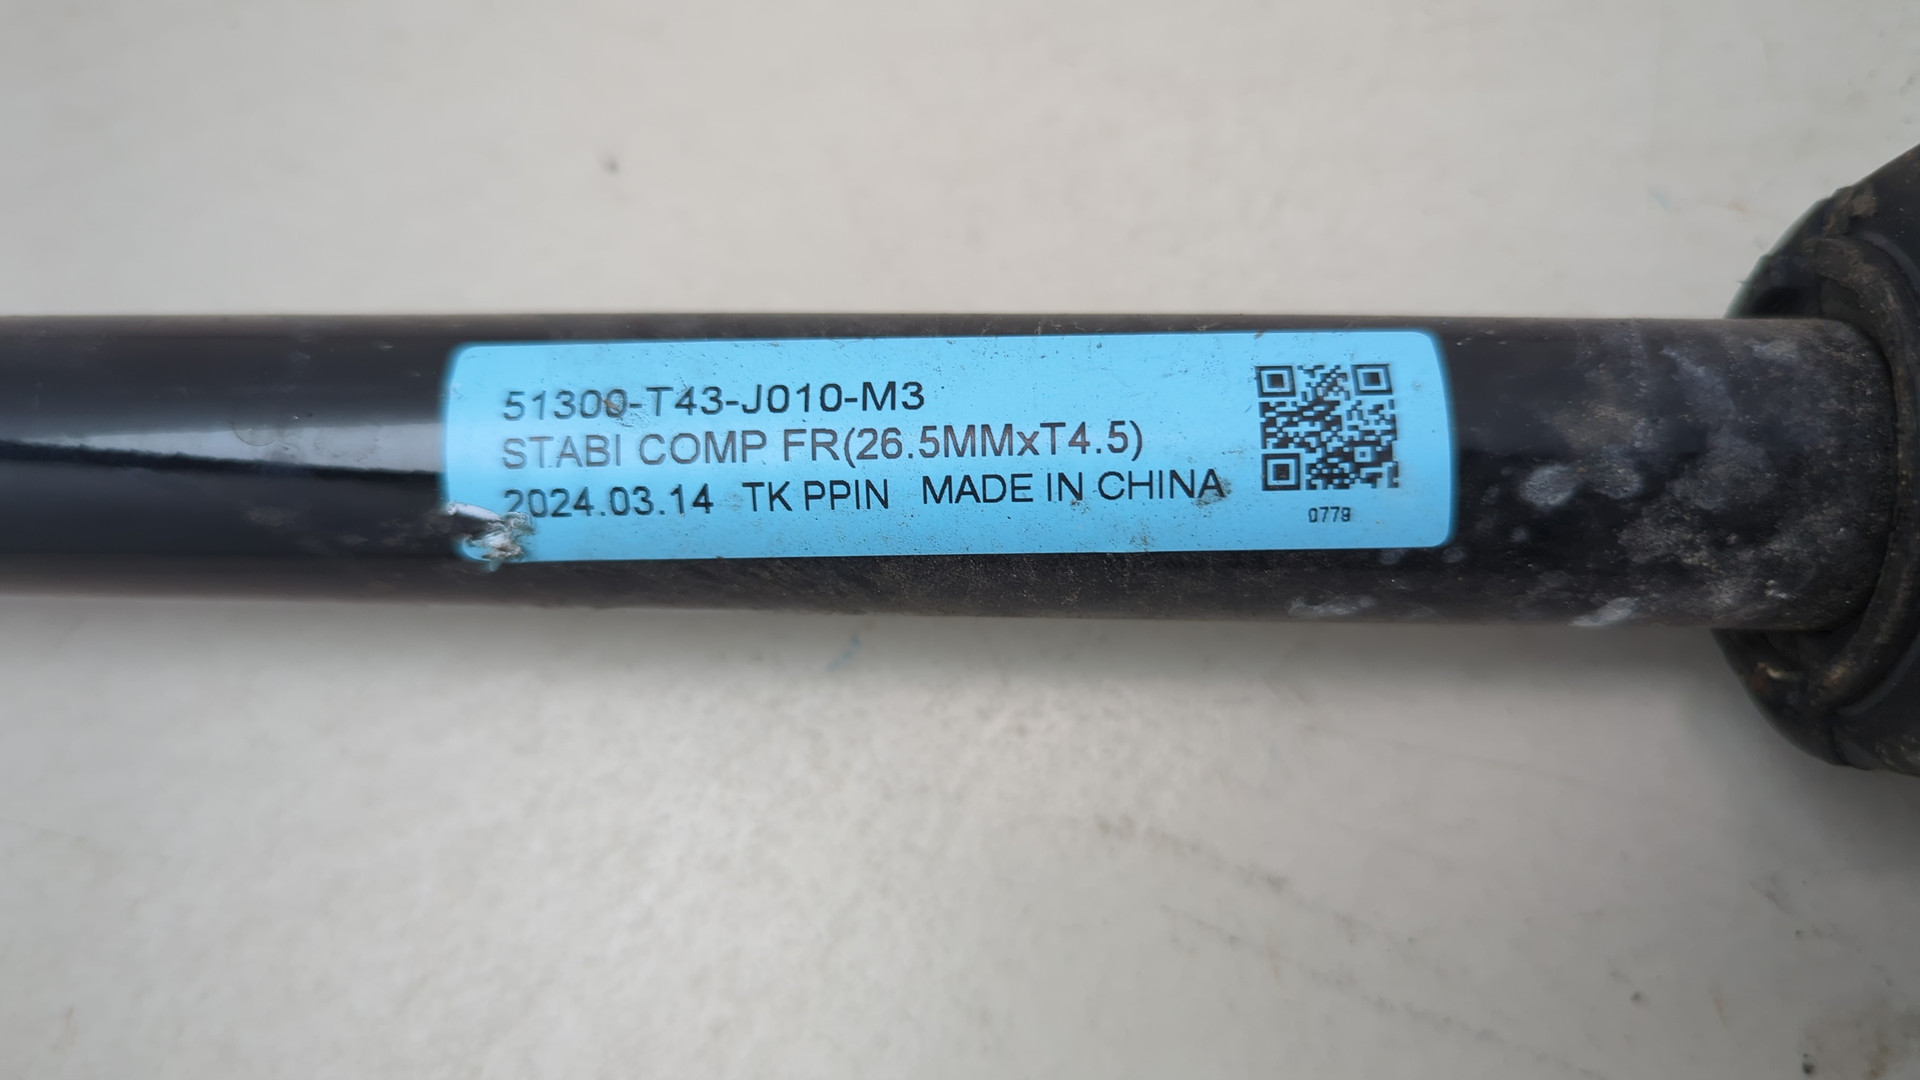 51300-T43-J010-M3
STABI COMP FR(26.5MMxT4.5)
2024.03.14 TK PPIN MADE IN CHINA
0779